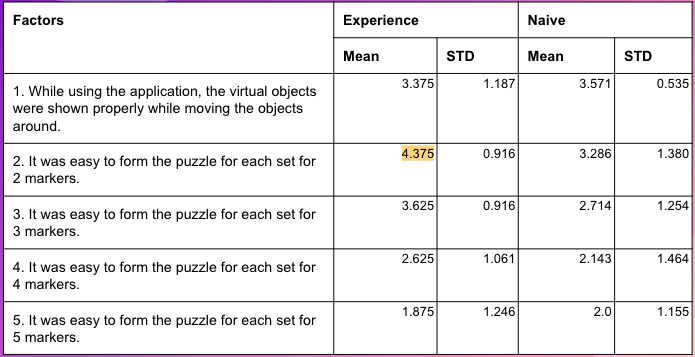 Factors Experience Naive
Mean STD Mean STD
1. While using the application, the virtual objects 3.375 1.187 3.571 0.535
were shown properly while moving the objects
around.
2. It was easy to form the puzzle for each set for 4.375 0.916 3.286 1.380
2 markers.
3. It was easy to form the puzzle for each set for 3.625 0.916 2.714 1.254
3 markers.
4. It was easy to form the puzzle for each set for 2.625 1.061 2.143 1.464
4 markers.
5. It was easy to form the puzzle for each set for 1.875 1.246 2.0 1.155
5 markers.